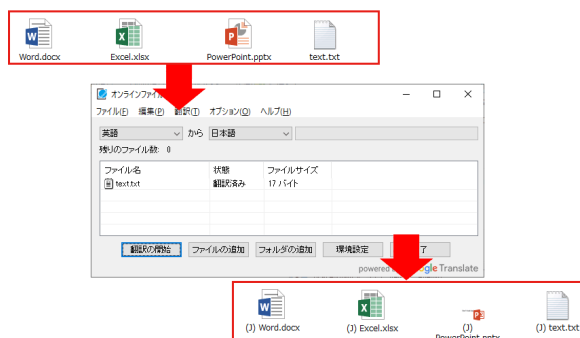 Word.docx
Excel.xlsx
PowerPoint.pptx
text.txt
オンラインファイ
ファイル(F) 編集(P) 翻訳(T) オプション(O) ヘルプ(H)
英語 から 日本語
残りのファイル数: 0
ファイル名 状態 ファイルサイズ
text.txt 翻訳済み 17 バイト
翻訳の開始 ファイルの追加 フォルダの追加 環境設定 了
powered gle Translate
(J) Word.docx
(J) Excel.xlsx
(J)
PowerPoint.pptx
(J) text.txt